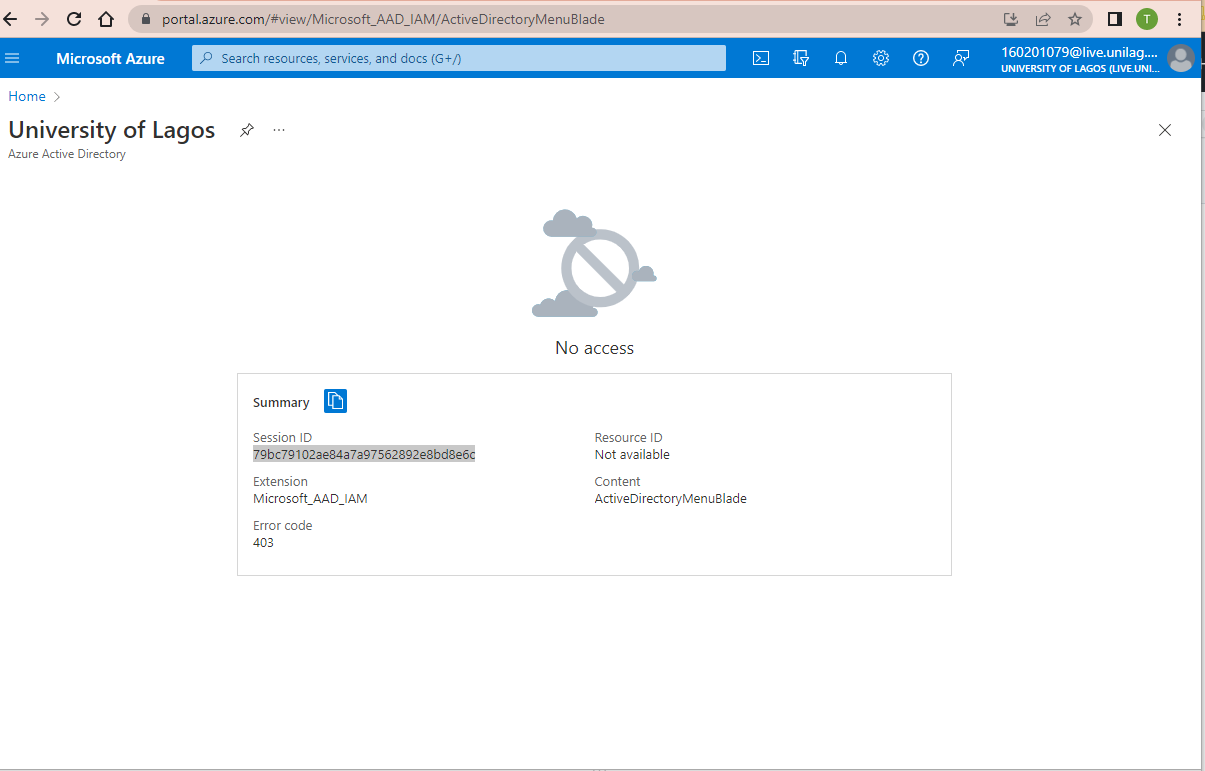 portal.azure.com/#view/Microsoft_AAD_IAM/ActiveDirectoryMenuBlade
T
Microsoft Azure
Search resources, services, and docs (G+/)
160201079@live.unilag....
UNIVERSITY OF LAGOS (LIVE.UNI...
Home
University of Lagos
Azure Active Directory
No access
Summary
Session ID
79bc79102ae84a7a97562892e8bd8e6c
Resource ID
Not available
Extension
Microsoft_AAD_IAM
Content
ActiveDirectoryMenuBlade
Error code
403